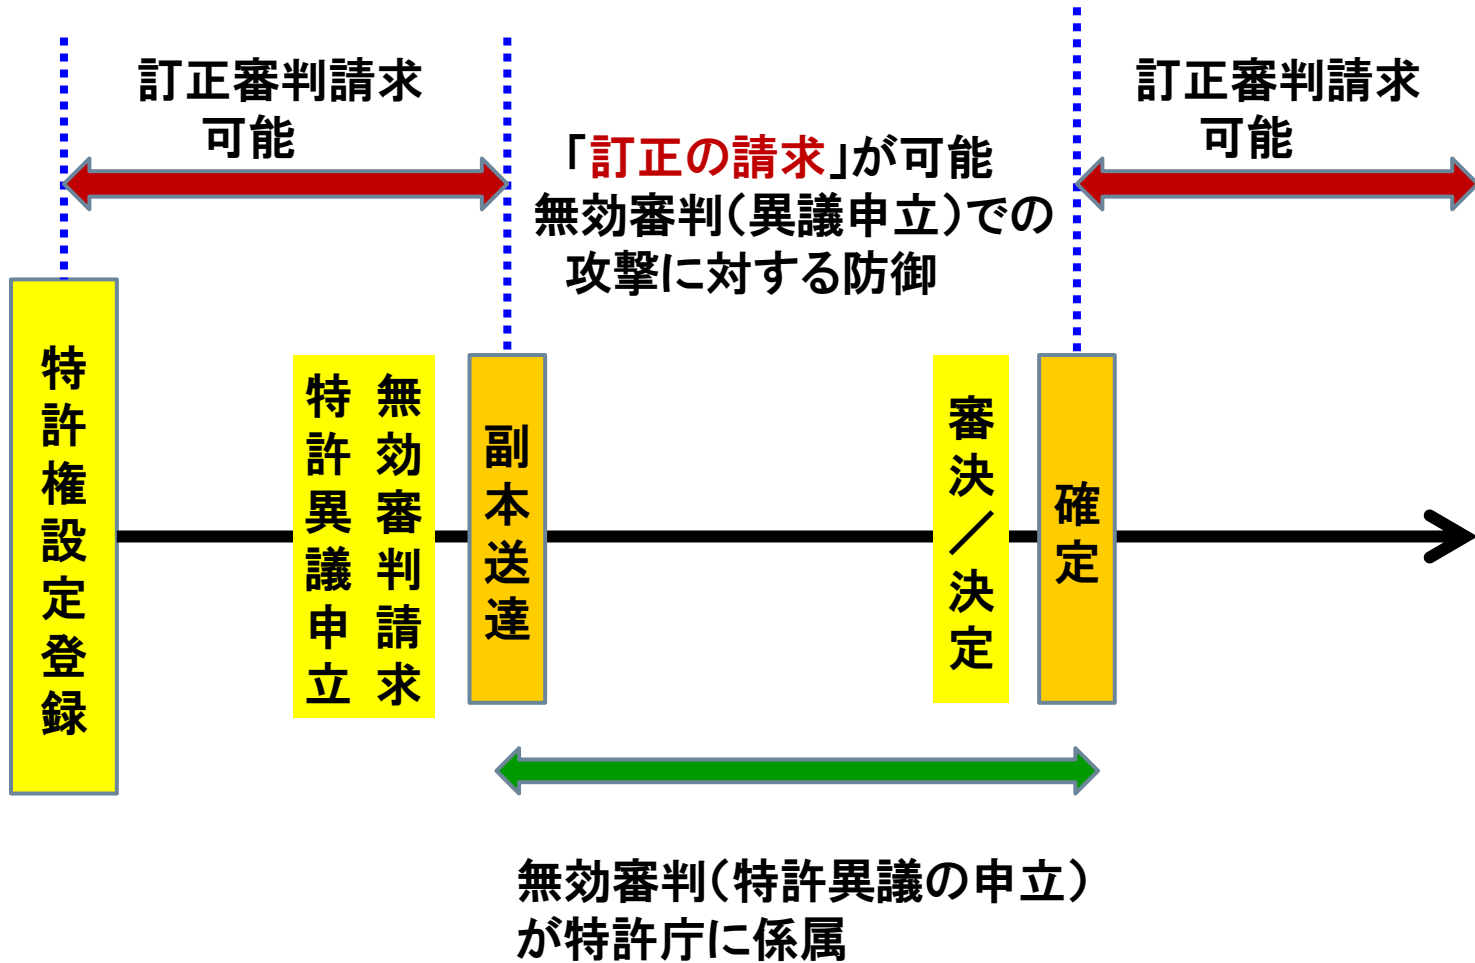 訂正審判請求
可能
「訂正の請求」が可能
無効審判(異議申立)での
攻撃に対する防御
訂正審判請求
可能
特許権設定登録
無効審判請求
特許異議申立
副本送達
審決／決定
確定
無効審判(特許異議の申立)
が特許庁に係属